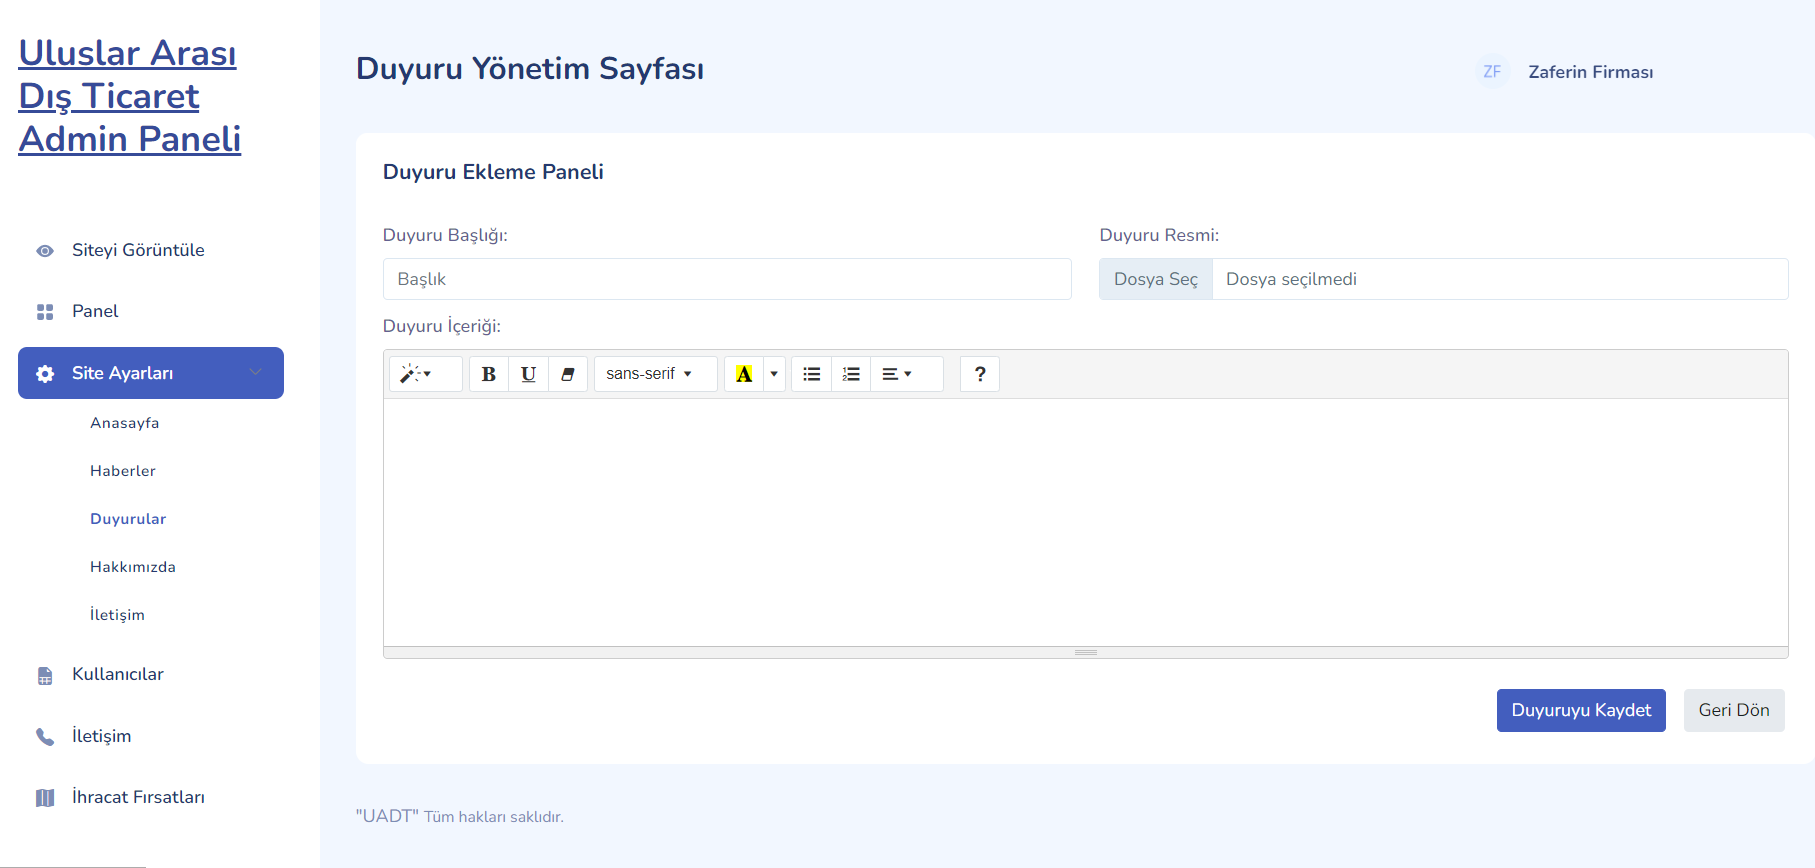 Uluslar Arası
Dış Ticaret
Admin Paneli
Siteyi Görüntüle
Panel
Site Ayarları
Anasayfa
Haberler
Duyurular
Hakkımızda
İletişim
Kullanıcılar
İletişim
İhracat Fırsatları
Duyuru Yönetim Sayfası
ZF Zaferin Firması
Duyuru Ekleme Paneli
Duyuru Başlığı:
Başlık
Duyuru Resmi:
Dosya Seç Dosya seçilmedi
Duyuru İçeriği:
B U sans-serif A ?
Duyuruyu Kaydet Geri Dön
"UADT" Tüm hakları saklıdır.